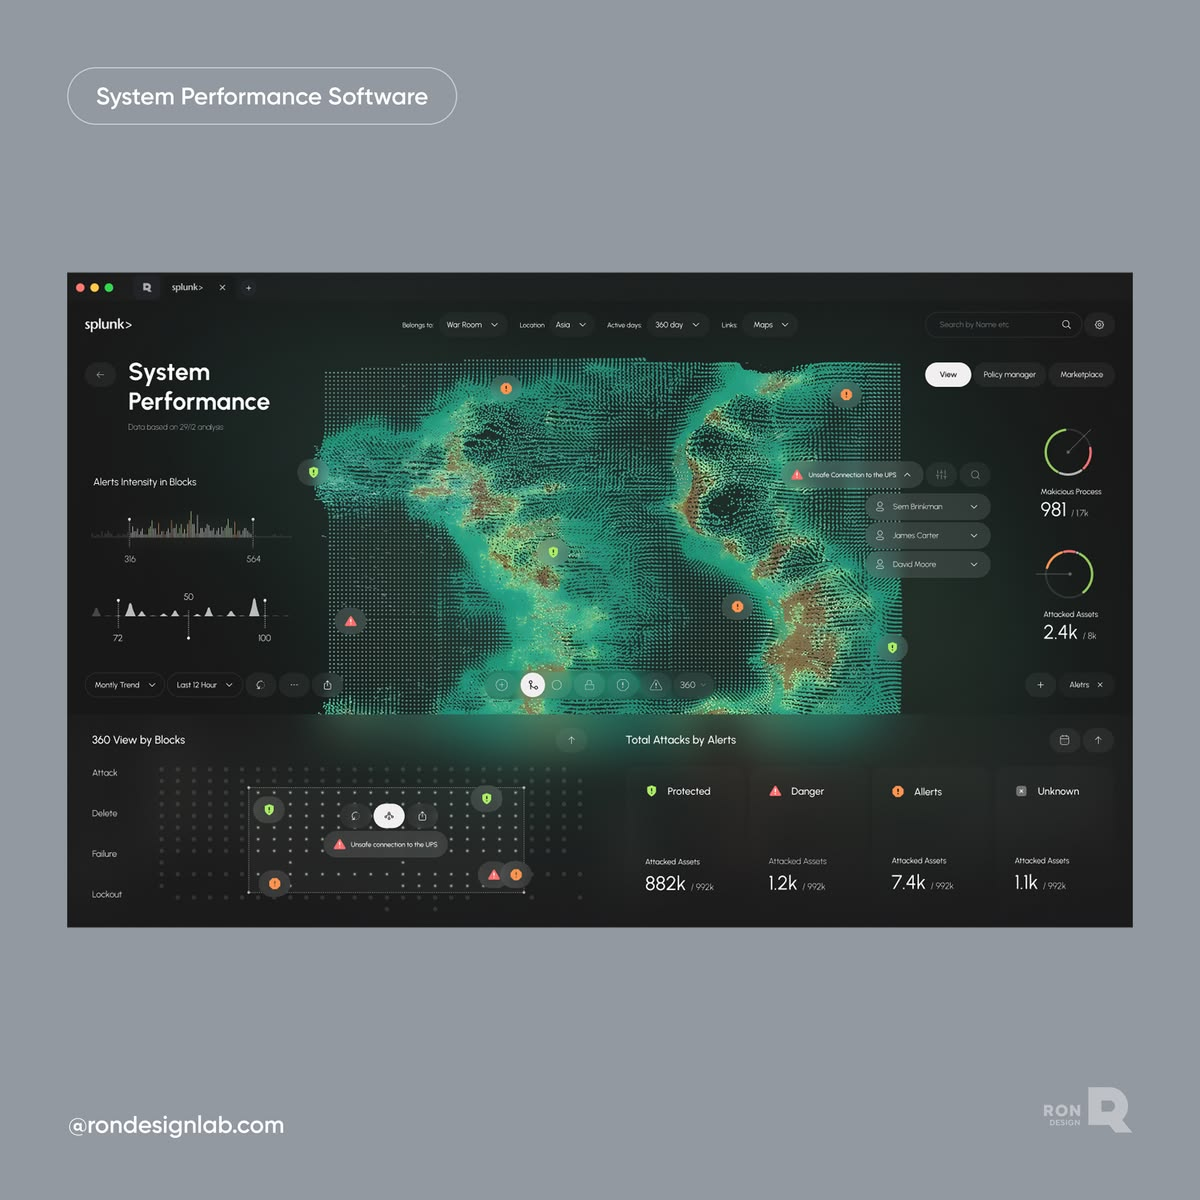 System Performance Software
splunk>
splunk>
Belongs to:
War Room
Location
Asia
Active days:
360 day
Links:
Maps
Search by Name etc
System
Performance
Data based on 29/12 analysis
View
Policy manager
Marketplace
Alerts Intensity in Blocks
316
564
50
72
100
Unsafe Connection to the UPS
Sem Brinkman
James Carter
David Moore
Makicious Process
981 / 17k
Attacked Assets
2.4k / 8k
Montly Trend
Last 12 Hour
360
Aletrs
360 View by Blocks
Attack
Delete
Failure
Lockout
Unsafe connection to the UPS
Total Attacks by Alerts
Protected
Danger
Allerts
Unknown
Attacked Assets
882k / 992k
Attacked Assets
1.2k / 992k
Attacked Assets
7.4k / 992k
Attacked Assets
1.1k / 992k
@rondesignlab.com
RON
DESIGN
R